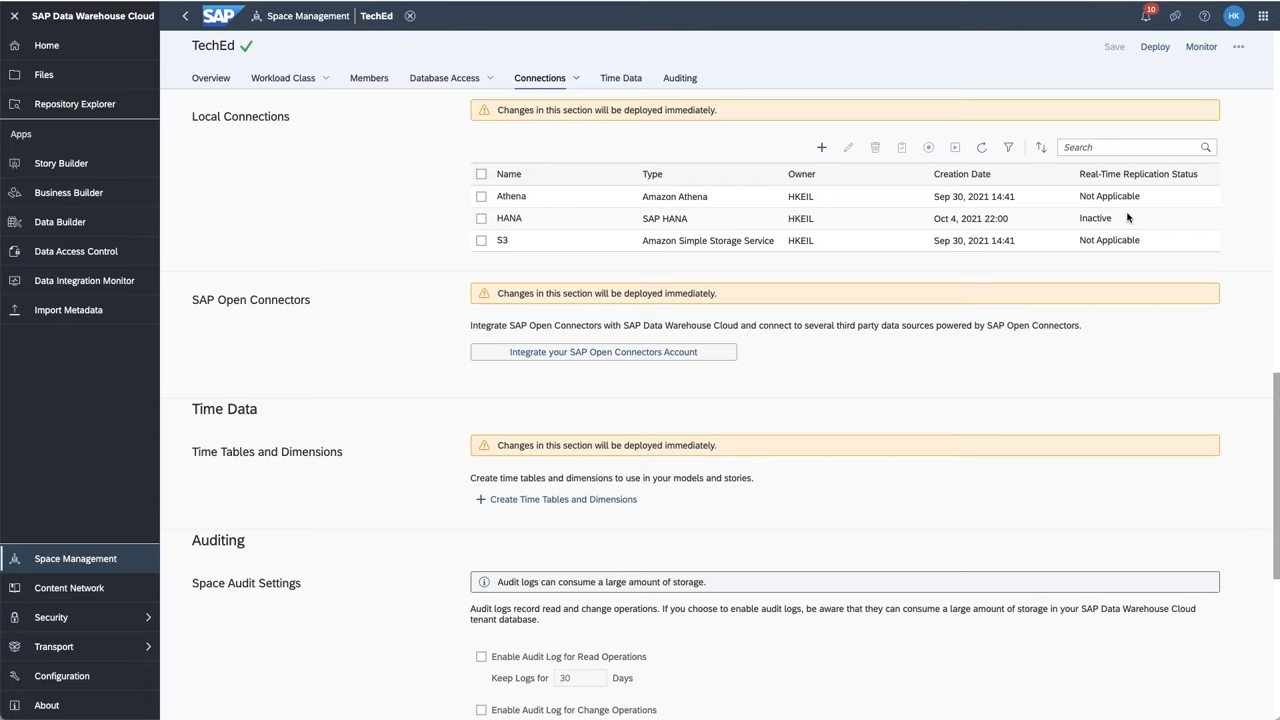 SAP Data Warehouse Cloud
SAP Space Management TechEd 10 HK
Home
Files
Repository Explorer
Apps
Story Builder
Business Builder
Data Builder
Data Access Control
Data Integration Monitor
Import Metadata
Space Management
Content Network
Security
Transport
Configuration
About
TechEd Save Deploy Monitor
Overview Workload Class Members Database Access Connections Time Data Auditing
Local Connections
Changes in this section will be deployed immediately.
Search
Name Type Owner Creation Date Real-Time Replication Status
Athena Amazon Athena HKEIL Sep 30, 2021 14:41 Not Applicable
HANA SAP HANA HKEIL Oct 4, 2021 22:00 Inactive
S3 Amazon Simple Storage Service HKEIL Sep 30, 2021 14:41 Not Applicable
SAP Open Connectors
Changes in this section will be deployed immediately.
Integrate SAP Open Connectors with SAP Data Warehouse Cloud and connect to several third party data sources powered by SAP Open Connectors.
Integrate your SAP Open Connectors Account
Time Data
Time Tables and Dimensions
Changes in this section will be deployed immediately.
Create time tables and dimensions to use in your models and stories.
Create Time Tables and Dimensions
Auditing
Space Audit Settings
Audit logs can consume a large amount of storage.
Audit logs record read and change operations. If you choose to enable audit logs, be aware that they can consume a large amount of storage in your SAP Data Warehouse Cloud
tenant database.
Enable Audit Log for Read Operations
Keep Logs for 30 Days
Enable Audit Log for Change Operations